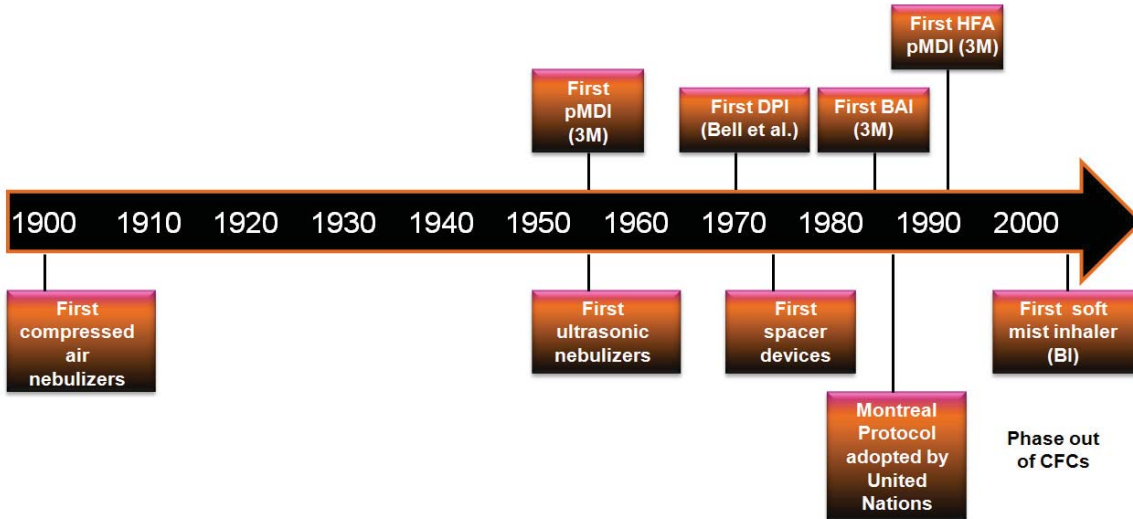 First HFA
pMDI (3M)
First
pMDI
(3M)
First DPI
(Bell et al.)
First BAI
(3M)
1900 1910 1920 1930 1940 1950 1960 1970 1980 1990 2000
First
compressed
air
nebulizers
First
ultrasonic
nebulizers
First
spacer
devices
First soft
mist inhaler
(BI)
Montreal
Protocol
adopted by
United
Nations
Phase out
of CFCs